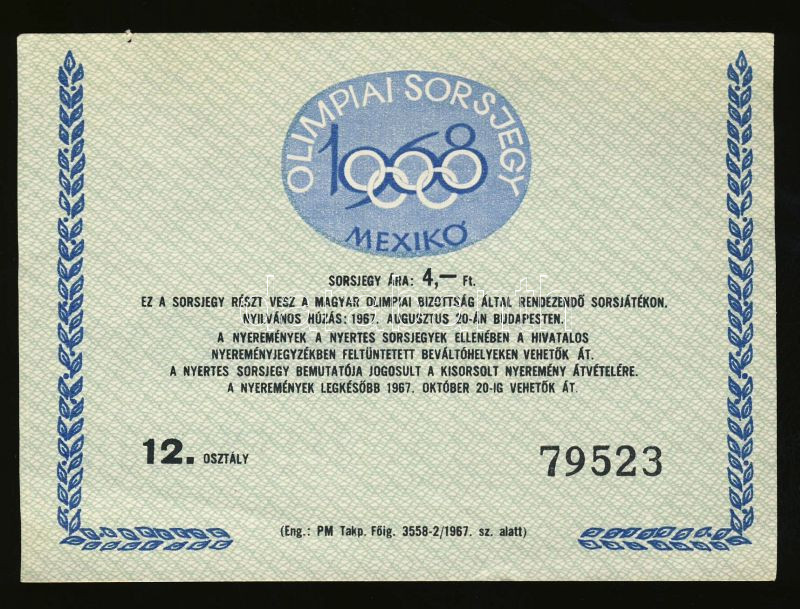 OLIMPIAI SORSJEGY
1968
MEXIKÓ
SORSJEGY ÁRA: 4,— Ft.
EZ A SORSJEGY RÉSZT VESZ A MAGYAR OLIMPIAI BIZOTTSÁG ÁLTAL RENDEZENDŐ SORSJÁTÉKON.
NYILVÁNOS HÚZÁS: 1967. AUGUSZTUS 20-ÁN BUDAPESTEN.
A NYEREMÉNYEK A NYERTES SORSJEGYEK ELLENÉBEN A HIVATALOS
NYEREMÉNYJEGYZÉKBEN FELTÜNTETETT BEVÁLTÓHELYEKEN VEHETŐK ÁT.
A NYERTES SORSJEGY BEMUTATÓJA JOGOSULT A KISORSOLT NYEREMÉNY ÁTVÉTELÉRE.
A NYEREMÉNYEK LEGKÉSŐBB 1967. OKTÓBER 20-IG VEHETŐK ÁT.
12. OSZTÁLY
79523
(Eng.: PM Takp. Főig. 3558-2/1967. sz. alatt)